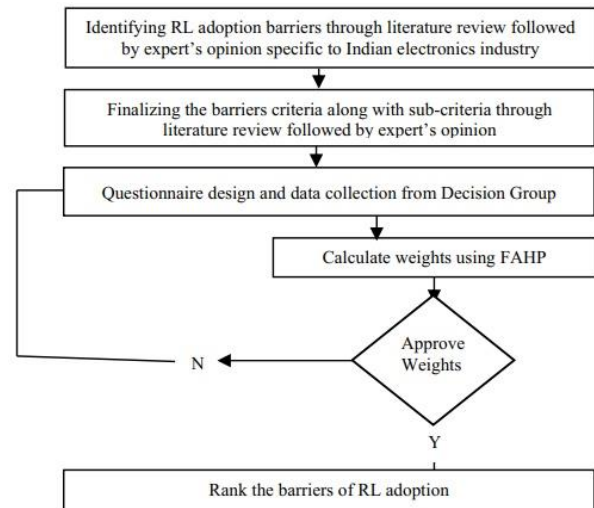 Identifying RL adoption barriers through literature review followed
by expert's opinion specific to Indian electronics industry
Finalizing the barriers criteria along with sub-criteria through
literature review followed by expert's opinion
Questionnaire design and data collection from Decision Group
Calculate weights using FAHP
Approve
Weights
N
Y
Rank the barriers of RL adoption